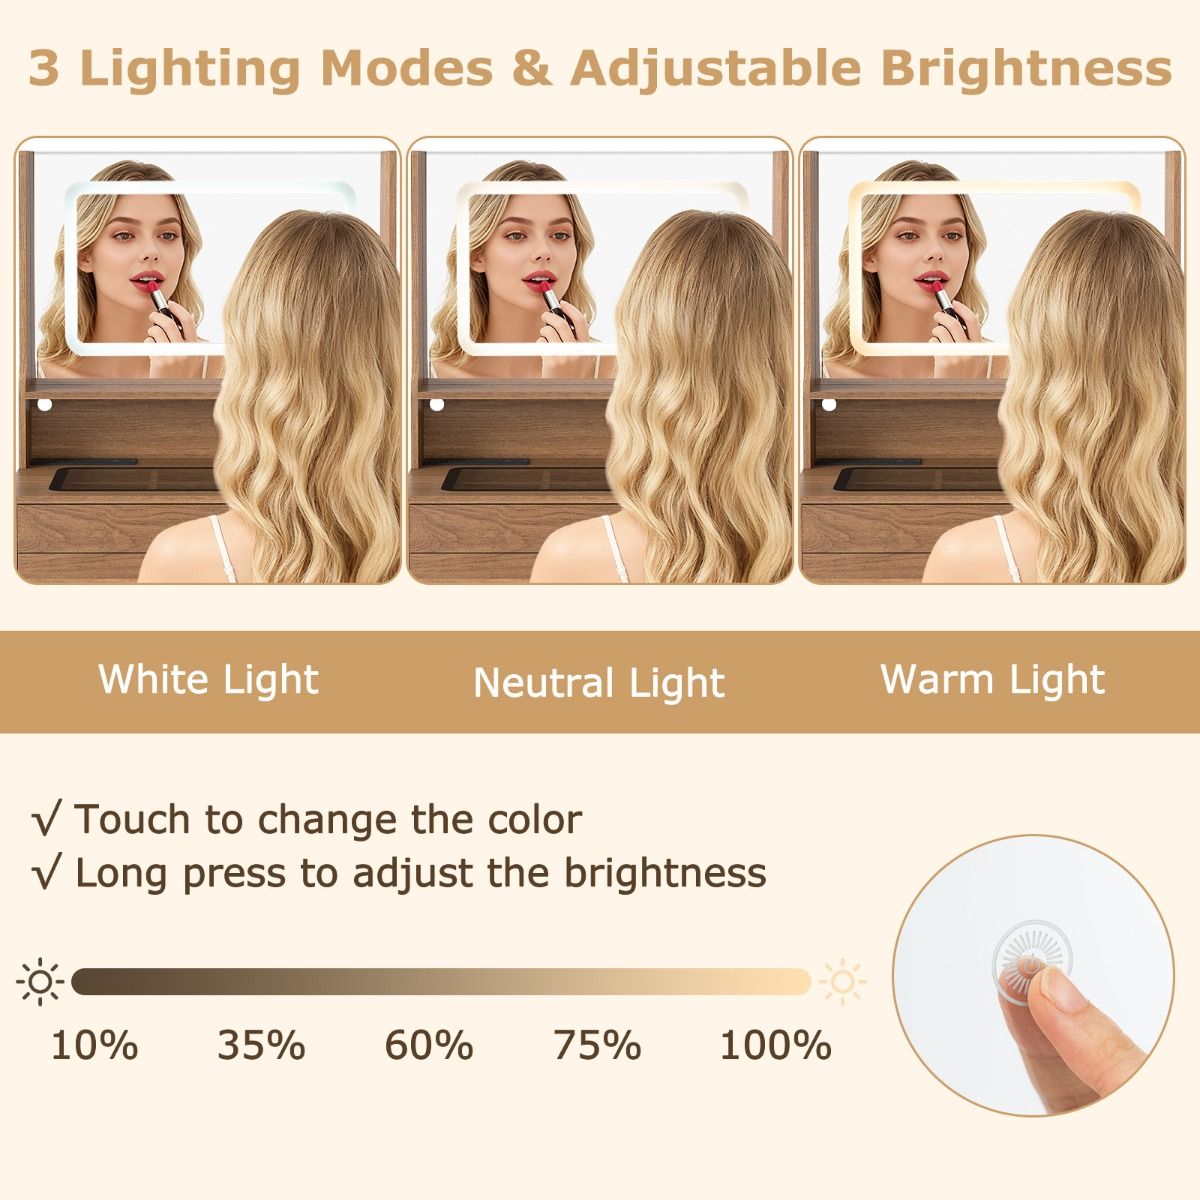 3 Lighting Modes & Adjustable Brightness
White Light
Neutral Light
Warm Light
√ Touch to change the color
√ Long press to adjust the brightness
10% 35% 60% 75% 100%